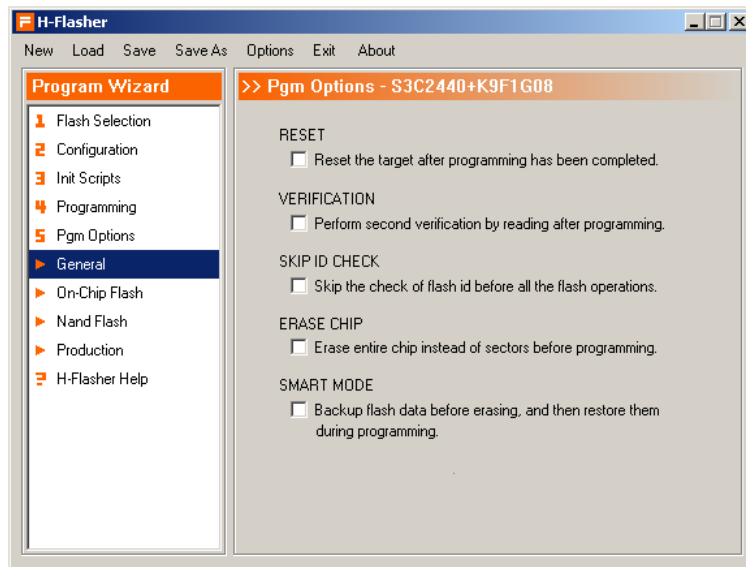 H-Flasher
New Load Save Save As Options Exit About
Program Wizard
1 Flash Selection
2 Configuration
3 Init Scripts
4 Programming
5 Pgm Options
General
On-Chip Flash
Nand Flash
Production
? H-Flasher Help
>> Pgm Options - S3C2440+K9F1G08
RESET
Reset the target after programming has been completed.
VERIFICATION
Perform second verification by reading after programming.
SKIP ID CHECK
Skip the check of flash id before all the flash operations.
ERASE CHIP
Erase entire chip instead of sectors before programming.
SMART MODE
Backup flash data before erasing, and then restore them
during programming.